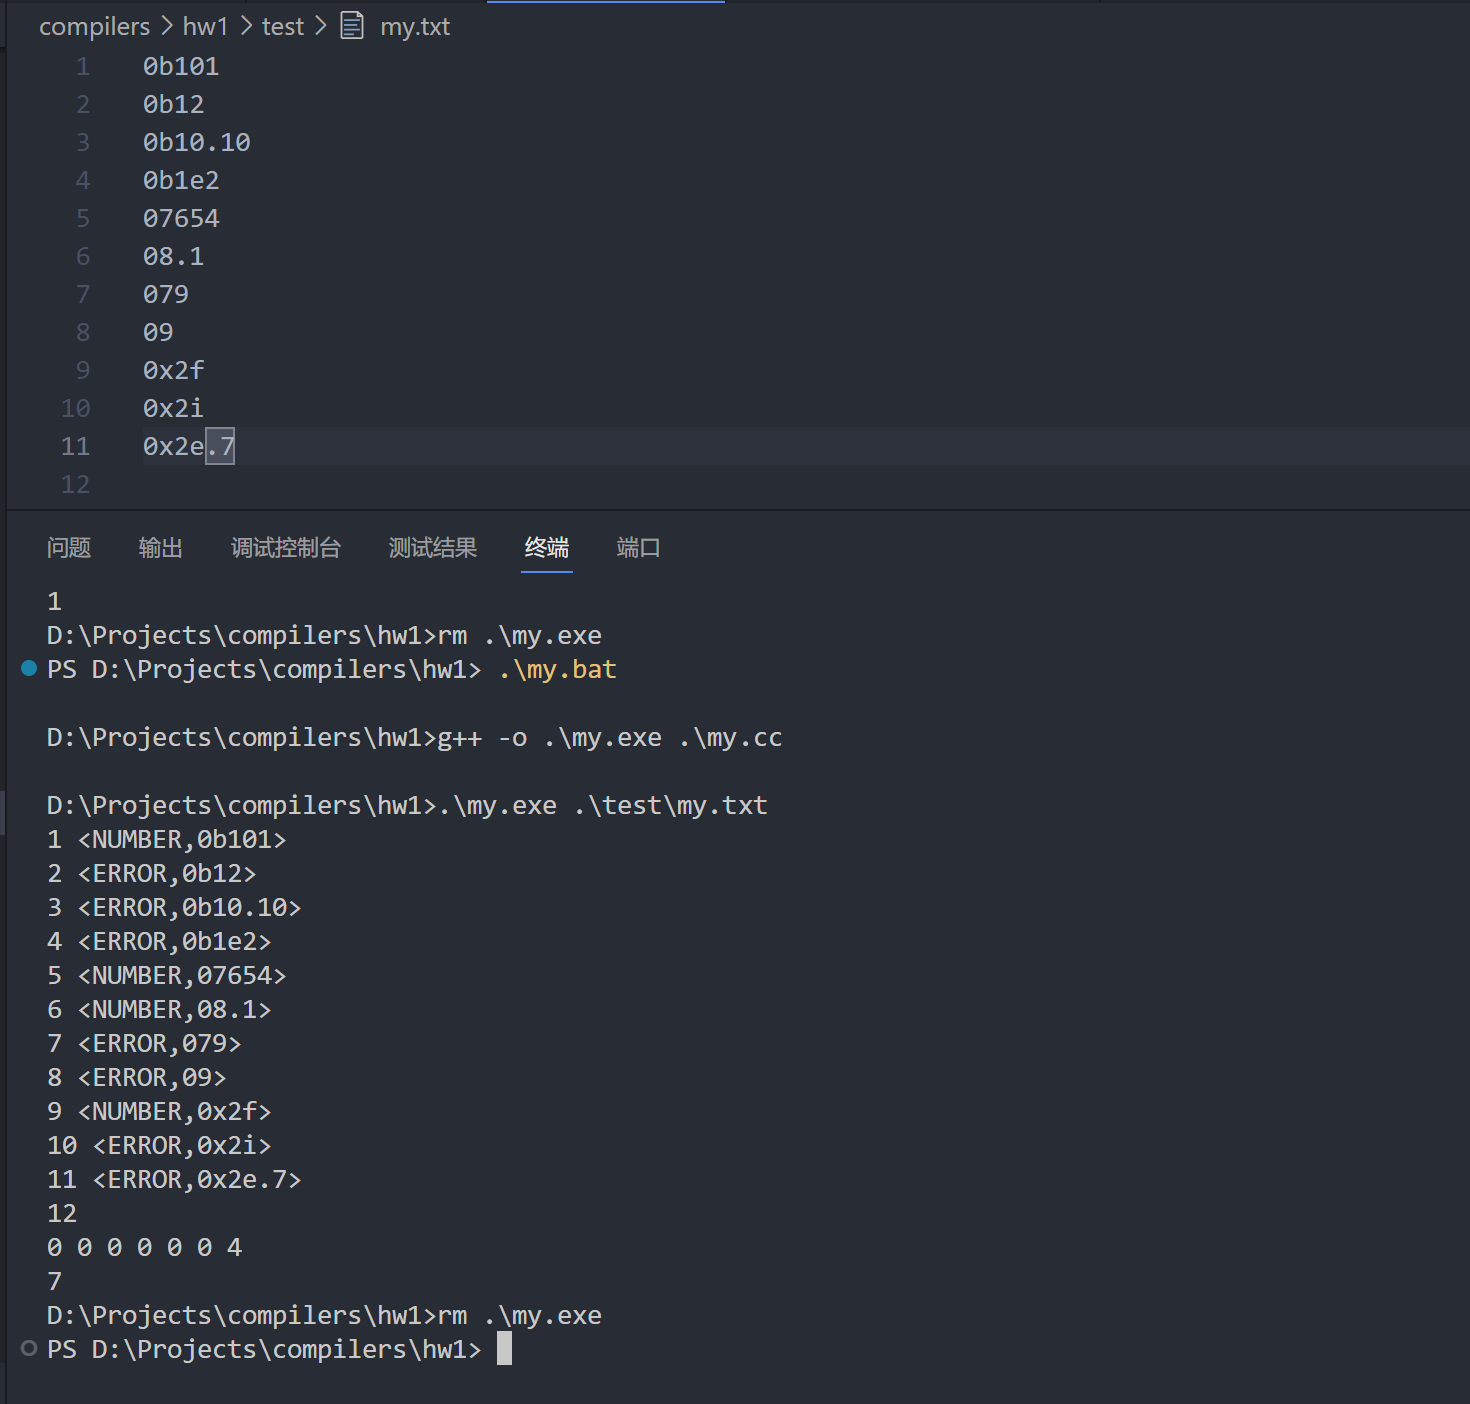 compilers > hw1 > test > my.txt
1 0b101
2 0b12
3 0b10.10
4 0b1e2
5 07654
6 08.1
7 079
8 09
9 0x2f
10 0x2i
11 0x2e.7
12
问题 输出 调试控制台 测试结果 终端 端口
1
D:\Projects\compilers\hw1>rm .\my.exe
PS D:\Projects\compilers\hw1> .\my.bat
D:\Projects\compilers\hw1>g++ -o .\my.exe .\my.cc
D:\Projects\compilers\hw1>.\my.exe .\test\my.txt
1 <NUMBER,0b101>
2 <ERROR,0b12>
3 <ERROR,0b10.10>
4 <ERROR,0b1e2>
5 <NUMBER,07654>
6 <NUMBER,08.1>
7 <ERROR,079>
8 <ERROR,09>
9 <NUMBER,0x2f>
10 <ERROR,0x2i>
11 <ERROR,0x2e.7>
12
0 0 0 0 0 0 4
7
D:\Projects\compilers\hw1>rm .\my.exe
PS D:\Projects\compilers\hw1>